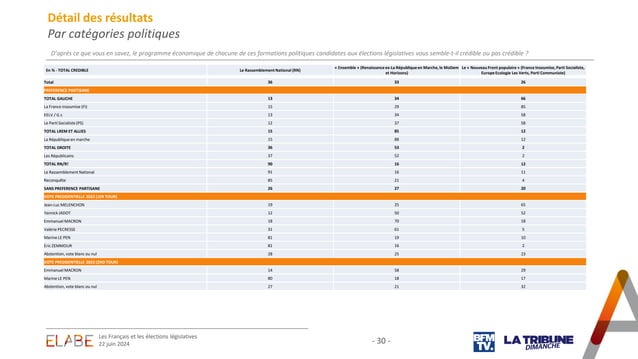 Détail des résultats
Par catégories politiques
D'après ce que vous en savez, le programme économique de chacune de ces formations politiques candidates aux élections législatives vous semble-t-il crédible ou pas crédible ?
En % - TOTAL CREDIBLE Le Rassemblement National (RN) « Ensemble » (Renaissance ex-La République en Marche, le MoDem et Horizons) Le « Nouveau Front populaire » (France Insoumise, Parti Socialiste, Europe Ecologie Les Verts, Parti Communiste)
Total 36 33 26
PREFERENCE PARTISANE
TOTAL GAUCHE 13 34 66
La France Insoumise (FI) 15 29 85
EELV / G.s 13 34 58
Le Parti Socialiste (PS) 12 37 58
TOTAL LREM ET ALLIES 15 85 12
La République en marche 15 88 12
TOTAL DROITE 36 53 2
Les Républicains 37 52 2
TOTAL RN/R! 90 16 12
Le Rassemblement National 91 16 11
Reconquête 85 21 4
SANS PREFERENCE PARTISANE 26 27 20
VOTE PRESIDENTIELLE 2022 (1ER TOUR)
Jean-Luc MELENCHON 19 25 65
Yannick JADOT 12 50 52
Emmanuel MACRON 18 70 18
Valérie PECRESSE 31 61 5
Marine LE PEN 81 19 10
Eric ZEMMOUR 81 16 2
Abstention, vote blanc ou nul 28 25 23
VOTE PRESIDENTIELLE 2022 (2ND TOUR)
Emmanuel MACRON 14 58 29
Marine LE PEN 80 18 17
Abstention, vote blanc ou nul 27 21 32
ELABE
Les Français et les élections législatives
22 juin 2024
- 30 -
BFM TV.
LA TRIBUNE
DIMANCHE